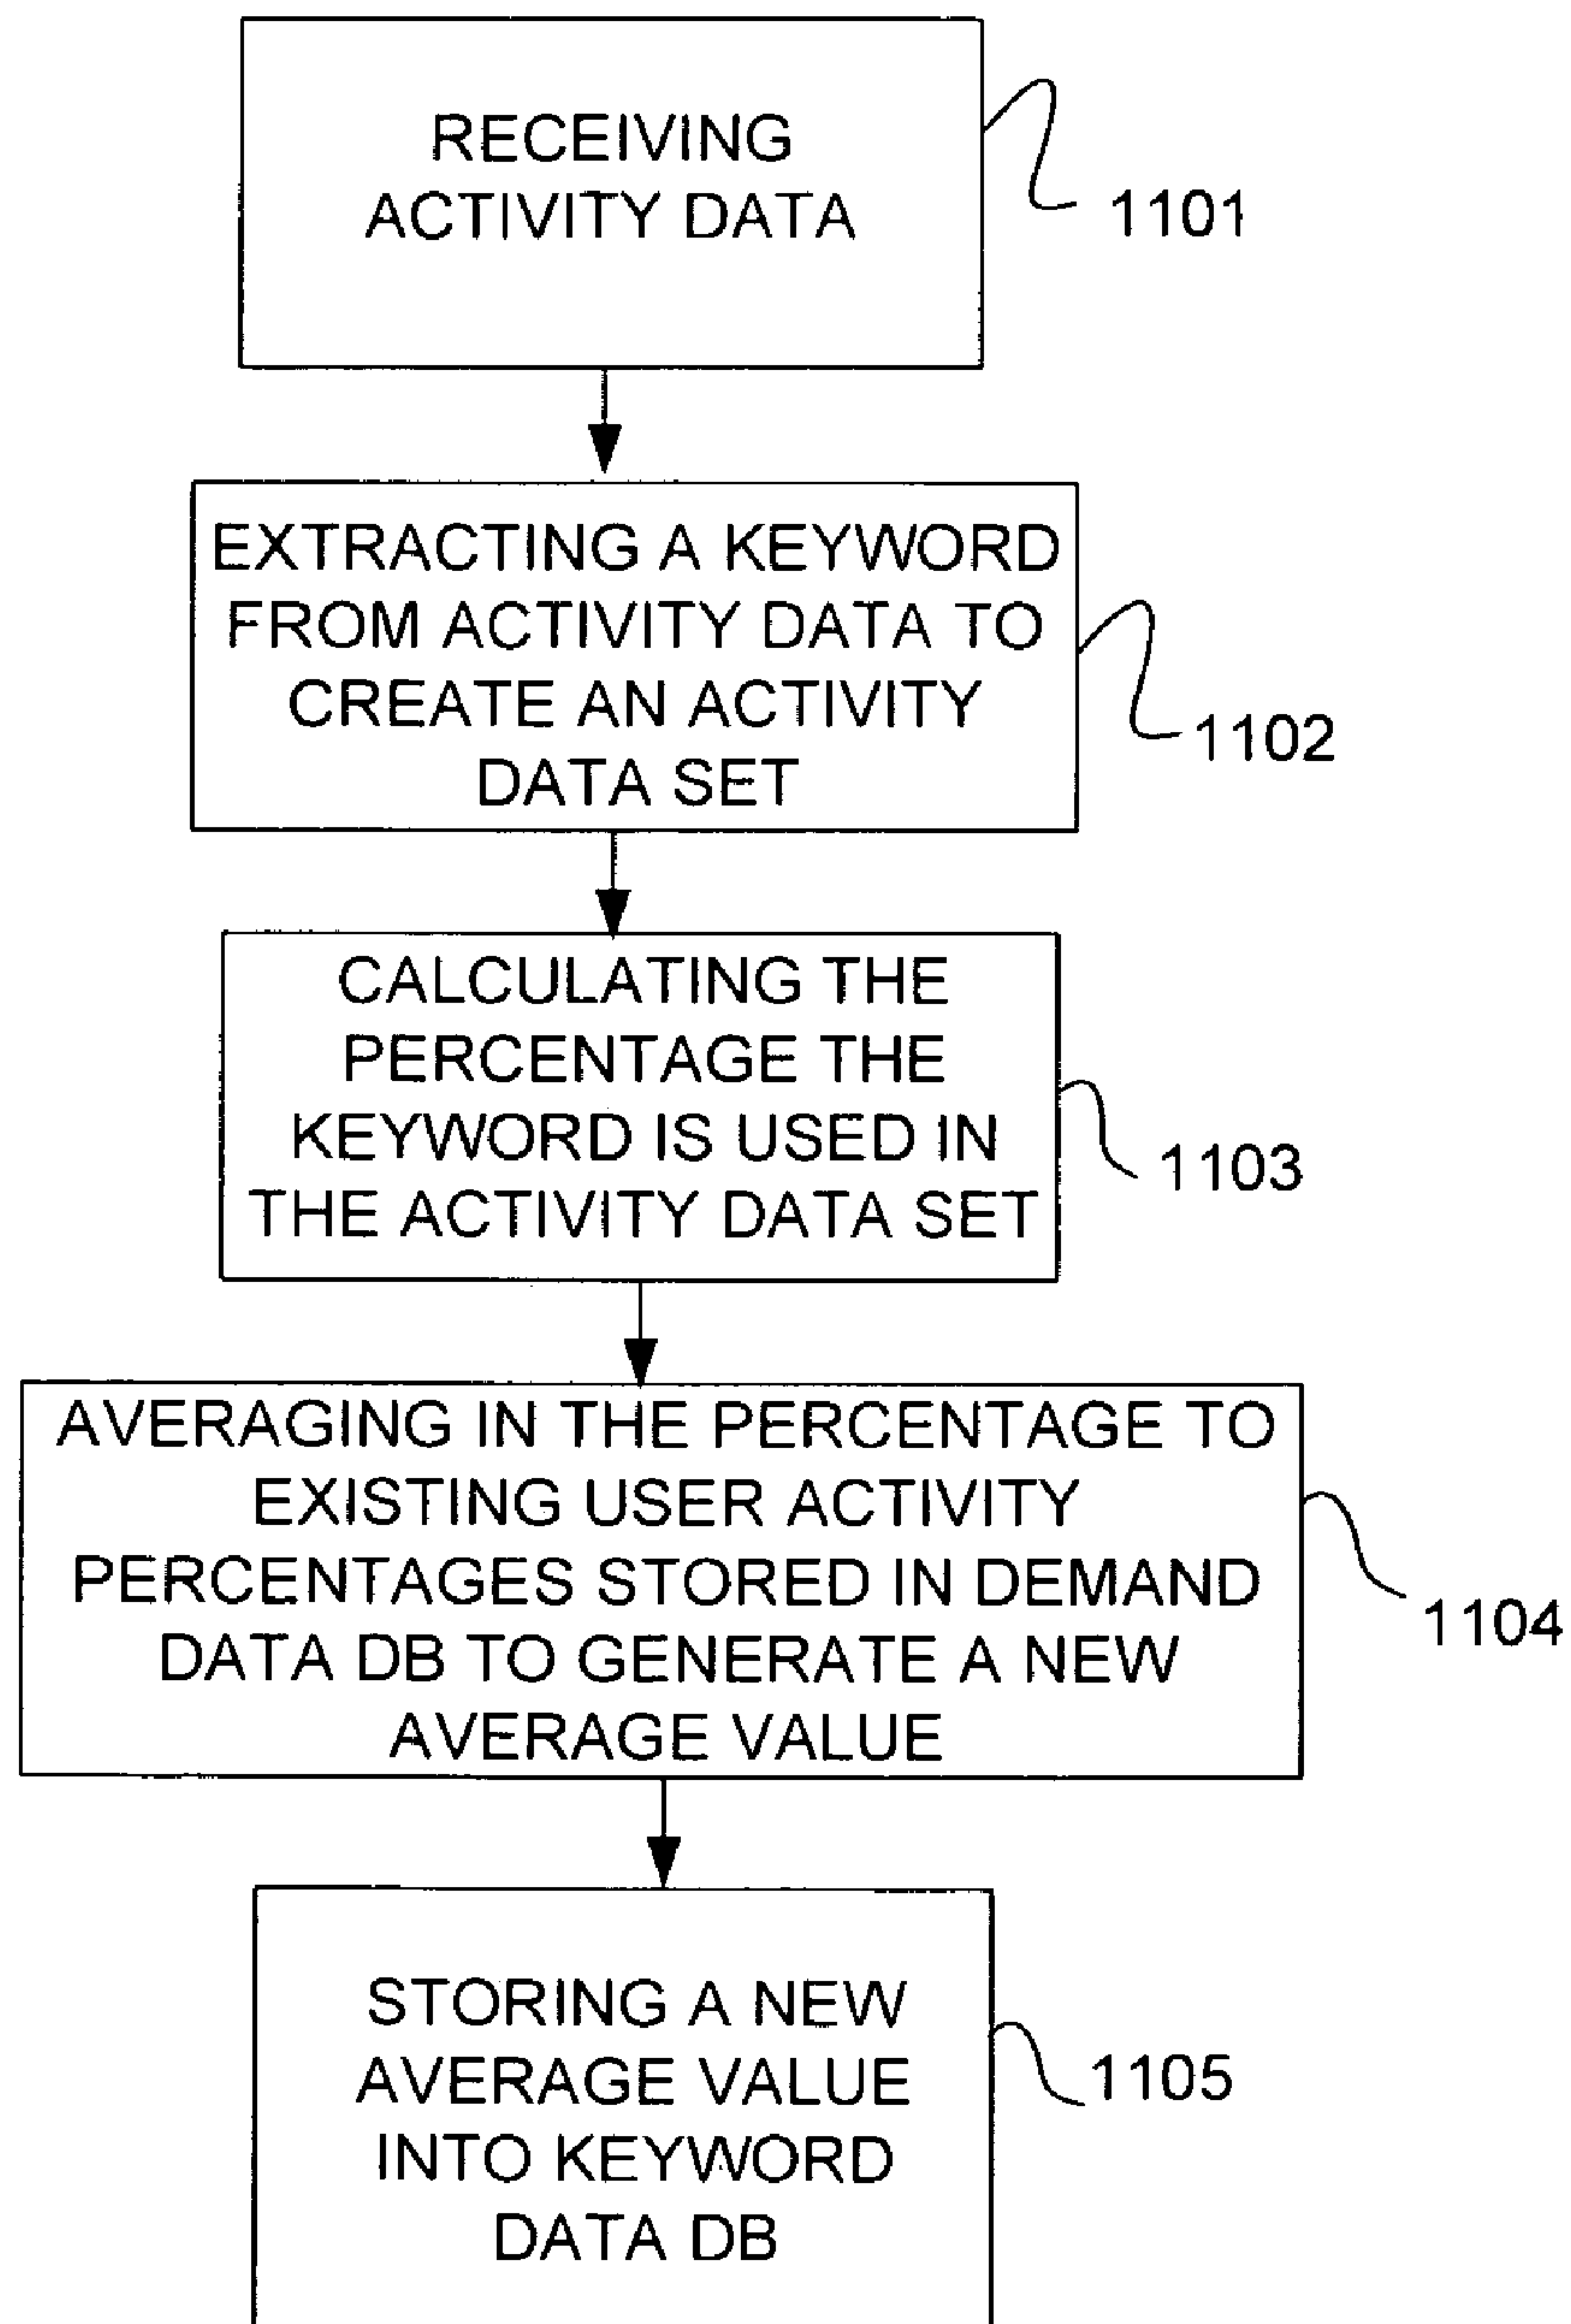 RECEIVING
ACTIVITY DATA
1101
EXTRACTING A KEYWORD
FROM ACTIVITY DATA TO
CREATE AN ACTIVITY
DATA SET
1102
CALCULATING THE
PERCENTAGE THE
KEYWORD IS USED IN
THE ACTIVITY DATA SET
1103
AVERAGING IN THE PERCENTAGE TO
EXISTING USER ACTIVITY
PERCENTAGES STORED IN DEMAND
DATA DB TO GENERATE A NEW
AVERAGE VALUE
1104
STORING A NEW
AVERAGE VALUE
INTO KEYWORD
DATA DB
1105